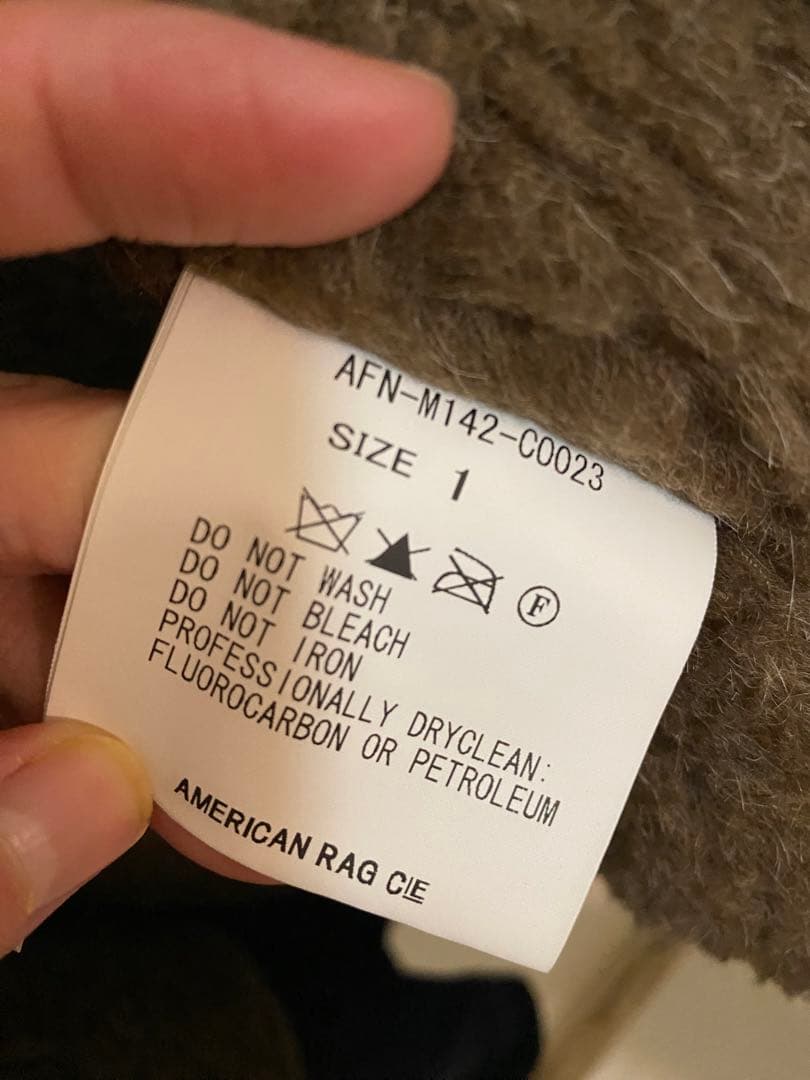 AFN-M142-C0023
SIZE 1
F
DO NOT WASH
DO NOT BLEACH
DO NOT IRON
PROFESSIONALLY DRYCLEAN:
FLUOROCARBON OR PETROLEUM
AMERICAN RAG CIE